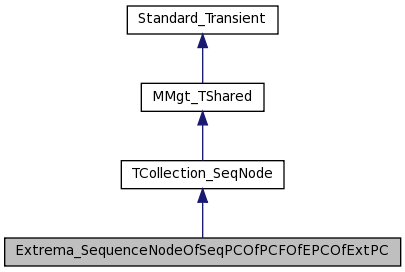 Standard_Transient
MMgt_TShared
TCollection_SeqNode
Extrema_SequenceNodeOfSeqPCOfPCFOfEPCOfExtPC